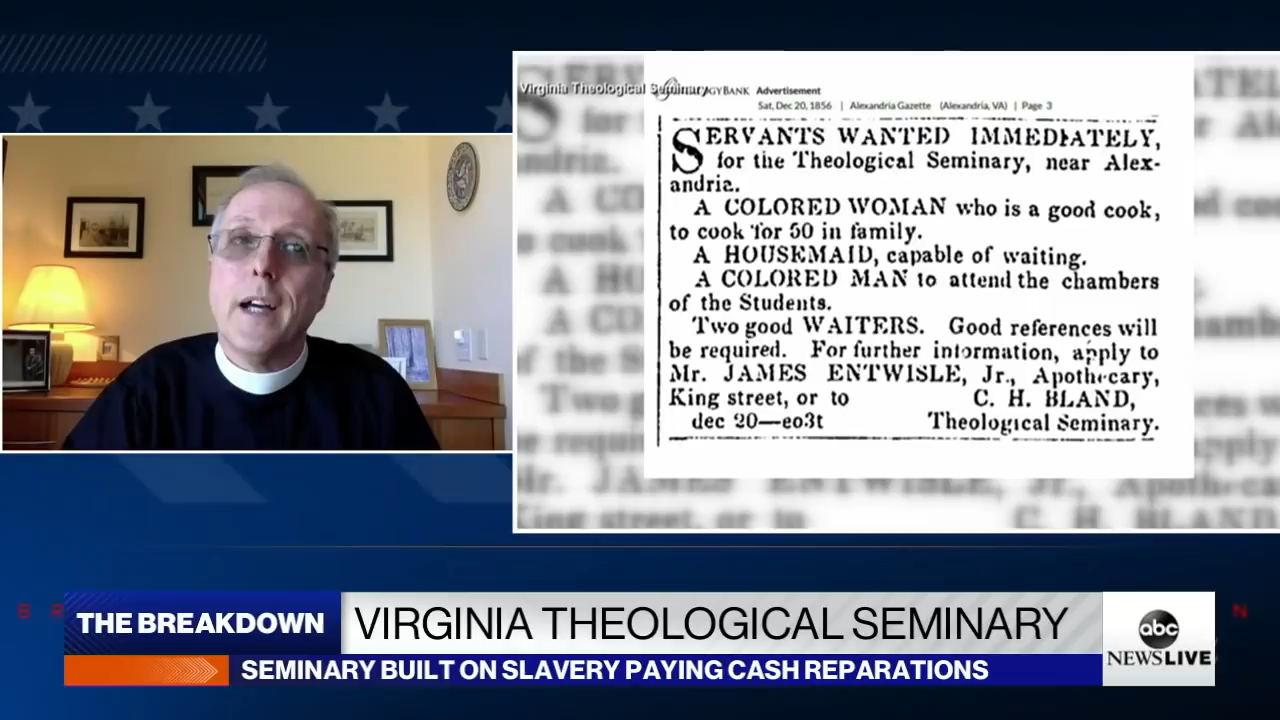 Virginia Theological Seminary
GENEALOGYBANK Advertisement
Sat, Dec 20, 1856 | Alexandria Gazette (Alexandria, VA) | Page 3
SERVANTS WANTED IMMEDIATELY,
for the Theological Seminary, near Alex-
andria.
A COLORED WOMAN who is a good cook,
to cook for 50 in family.
A HOUSEMAID, capable of waiting.
A COLORED MAN to attend the chambers
of the Students.
Two good WAITERS. Good references will
be required. For further information, apply to
Mr. JAMES ENTWISLE, Jr., Apothecary,
King street, or to C. H. BLAND,
dec 20—eo3t Theological Seminary.
THE BREAKDOWN
VIRGINIA THEOLOGICAL SEMINARY
SEMINARY BUILT ON SLAVERY PAYING CASH REPARATIONS
abc
NEWS LIVE